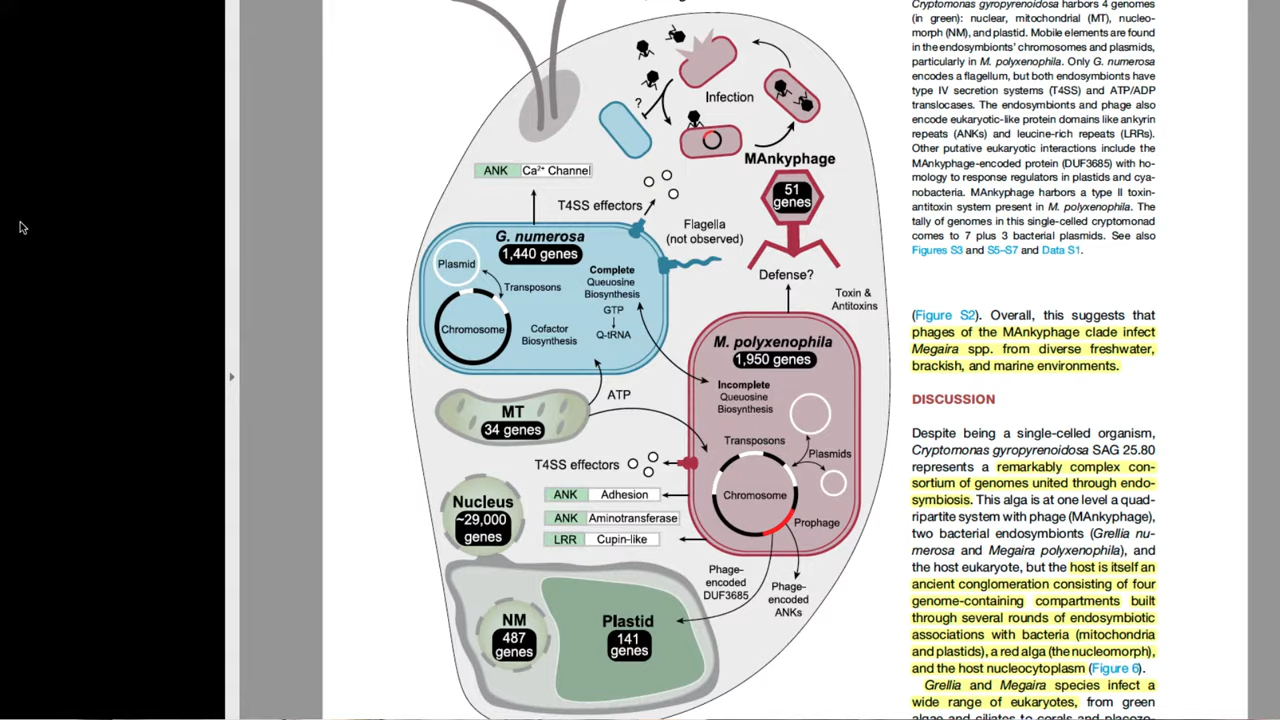 ?
Infection
MAnkyphage
51
genes
ANK Ca²⁺ Channel
T4SS effectors
Flagella
(not observed)
G. numerosa
1,440 genes
Plasmid
Transposons
Chromosome
Cofactor
Biosynthesis
Complete
Queuosine
Biosynthesis
GTP
Q-tRNA
Defense?
Toxin &
Antitoxins
M. polyxenophila
1,950 genes
Incomplete
Queuosine
Biosynthesis
Transposons
Plasmids
Chromosome
Prophage
ATP
MT
34 genes
T4SS effectors
ANK Adhesion
ANK Aminotransferase
LRR Cupin-like
Nucleus
~29,000
genes
Phage-
encoded
DUF3685
Phage-
encoded
ANKs
NM
487
genes
Plastid
141
genes
Cryptomonas gyropyrenoidosa harbors 4 genomes
(in green): nuclear, mitochondrial (MT), nucleo-
morph (NM), and plastid. Mobile elements are found
in the endosymbionts' chromosomes and plasmids,
particularly in M. polyxenophila. Only G. numerosa
encodes a flagellum, but both endosymbionts have
type IV secretion systems (T4SS) and ATP/ADP
translocases. The endosymbionts and phage also
encode eukaryotic-like protein domains like ankyrin
repeats (ANKs) and leucine-rich repeats (LRRs).
Other putative eukaryotic interactions include the
MAnkyphage-encoded protein (DUF3685) with ho-
mology to response regulators in plastids and cya-
nobacteria. MAnkyphage harbors a type II toxin-
antitoxin system present in M. polyxenophila. The
tally of genomes in this single-celled cryptomonad
comes to 7 plus 3 bacterial plasmids. See also
Figures S3 and S5–S7 and Data S1.
(Figure S2). Overall, this suggests that
phages of the MAnkyphage clade infect
Megaira spp. from diverse freshwater,
brackish, and marine environments.
DISCUSSION
Despite being a single-celled organism,
Cryptomonas gyropyrenoidosa SAG 25.80
represents a remarkably complex con-
sortium of genomes united through endo-
symbiosis. This alga is at one level a quad-
ripartite system with phage (MAnkyphage),
two bacterial endosymbionts (Grellia nu-
merosa and Megaira polyxenophila), and
the host eukaryote, but the host is itself an
ancient conglomeration consisting of four
genome-containing compartments built
through several rounds of endosymbiotic
associations with bacteria (mitochondria
and plastids), a red alga (the nucleomorph),
and the host nucleocytoplasm (Figure 6).
Grellia and Megaira species infect a
wide range of eukaryotes, from green
algae and ciliates to corals and placozo-